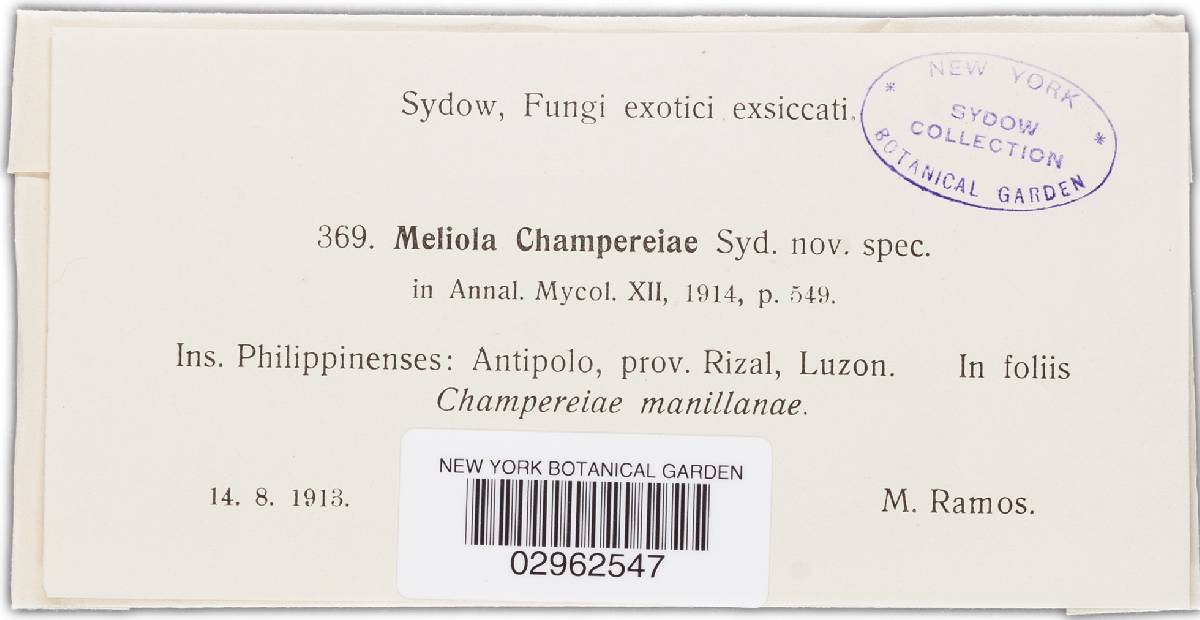 Sydow, Fungi exotici exsiccati.
NEW YORK
SYDOW
COLLECTION
BOTANICAL GARDEN
369. Meliola Champereiae Syd. nov. spec.
in Annal. Mycol. XII, 1914, p. 549.
Ins. Philippinenses: Antipolo, prov. Rizal, Luzon. In foliis
Champereiae manillanae.
14. 8. 1913. M. Ramos.
NEW YORK BOTANICAL GARDEN
02962547